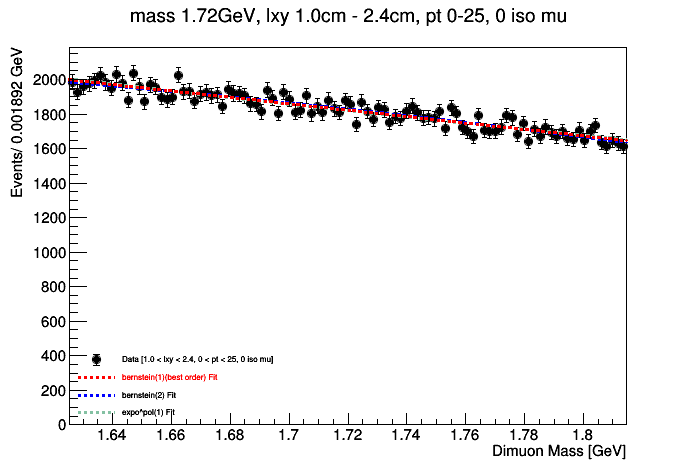 mass 1.72GeV, lxy 1.0cm - 2.4cm, pt 0-25, 0 iso mu
Events/ 0.001892 GeV
2000
1800
1600
1400
1200
1000
800
600
400
200
0
Data [1.0 < lxy < 2.4, 0 < pt < 25, 0 iso mu]
bernstein(1)(best order) Fit
bernstein(2) Fit
expo^pol(1) Fit
1.64 1.66 1.68 1.7 1.72 1.74 1.76 1.78 1.8
Dimuon Mass [GeV]